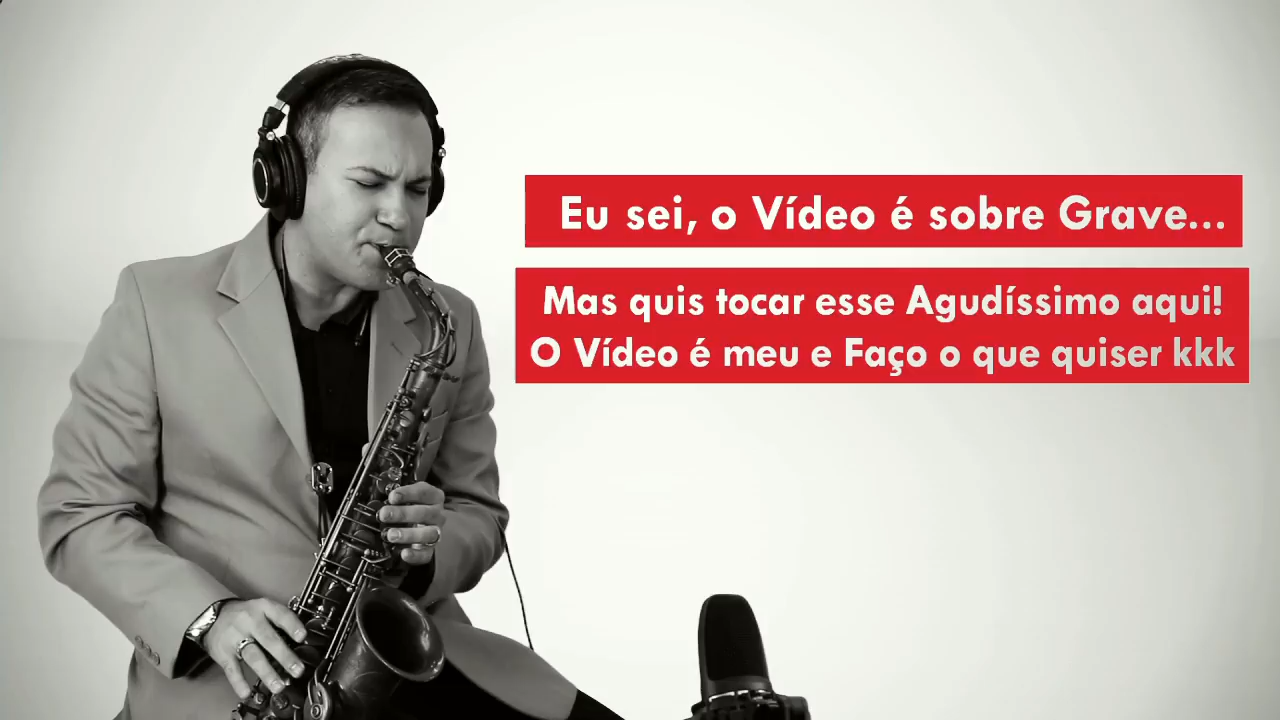 Eu sei, o Vídeo é sobre Grave...
Mas quis tocar esse Agudíssimo aqui!
O Vídeo é meu e Faço o que quiser kkk